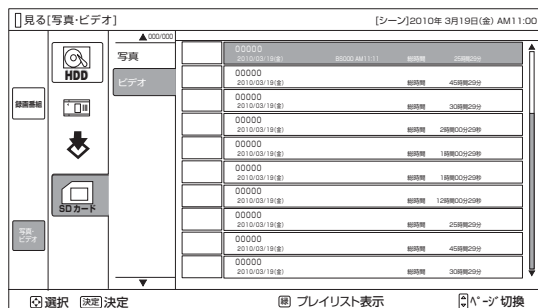 見る[写真・ビデオ]
[シーン]2010年 3月19日(金) AM11:00
000/000
HDD
録画番組
SDカード
写真・
ビデオ
写真
ビデオ
00000
2010/03/19(金) BS000 AM11:11 総時間 25時間29分
00000
2010/03/19(金) 総時間 45時間29分
00000
2010/03/19(金) 総時間 30時間29分
00000
2010/03/19(金) 総時間 2時間00分29秒
00000
2010/03/19(金) 総時間 1時間00分29秒
00000
2010/03/19(金) 総時間 1時間00分29秒
00000
2010/03/19(金) 総時間 12時間00分29秒
00000
2010/03/19(金) 総時間 25時間29分
00000
2010/03/19(金) 総時間 45時間29分
00000
2010/03/19(金) 総時間 30時間29分
選択 決定 決定 緑 プレイリスト表示 ページ切換